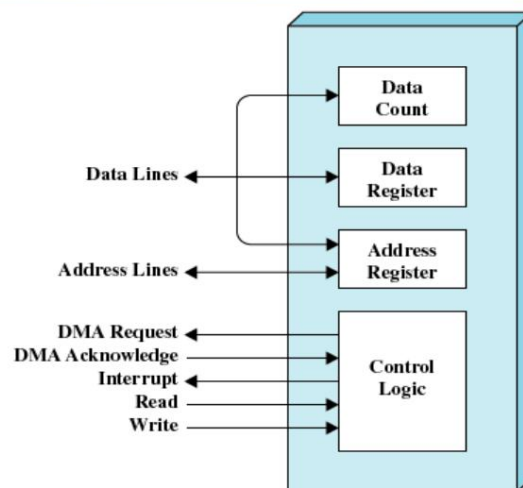 Data
Count
Data Lines
Data
Register
Address Lines
Address
Register
DMA Request
DMA Acknowledge
Interrupt
Read
Write
Control
Logic